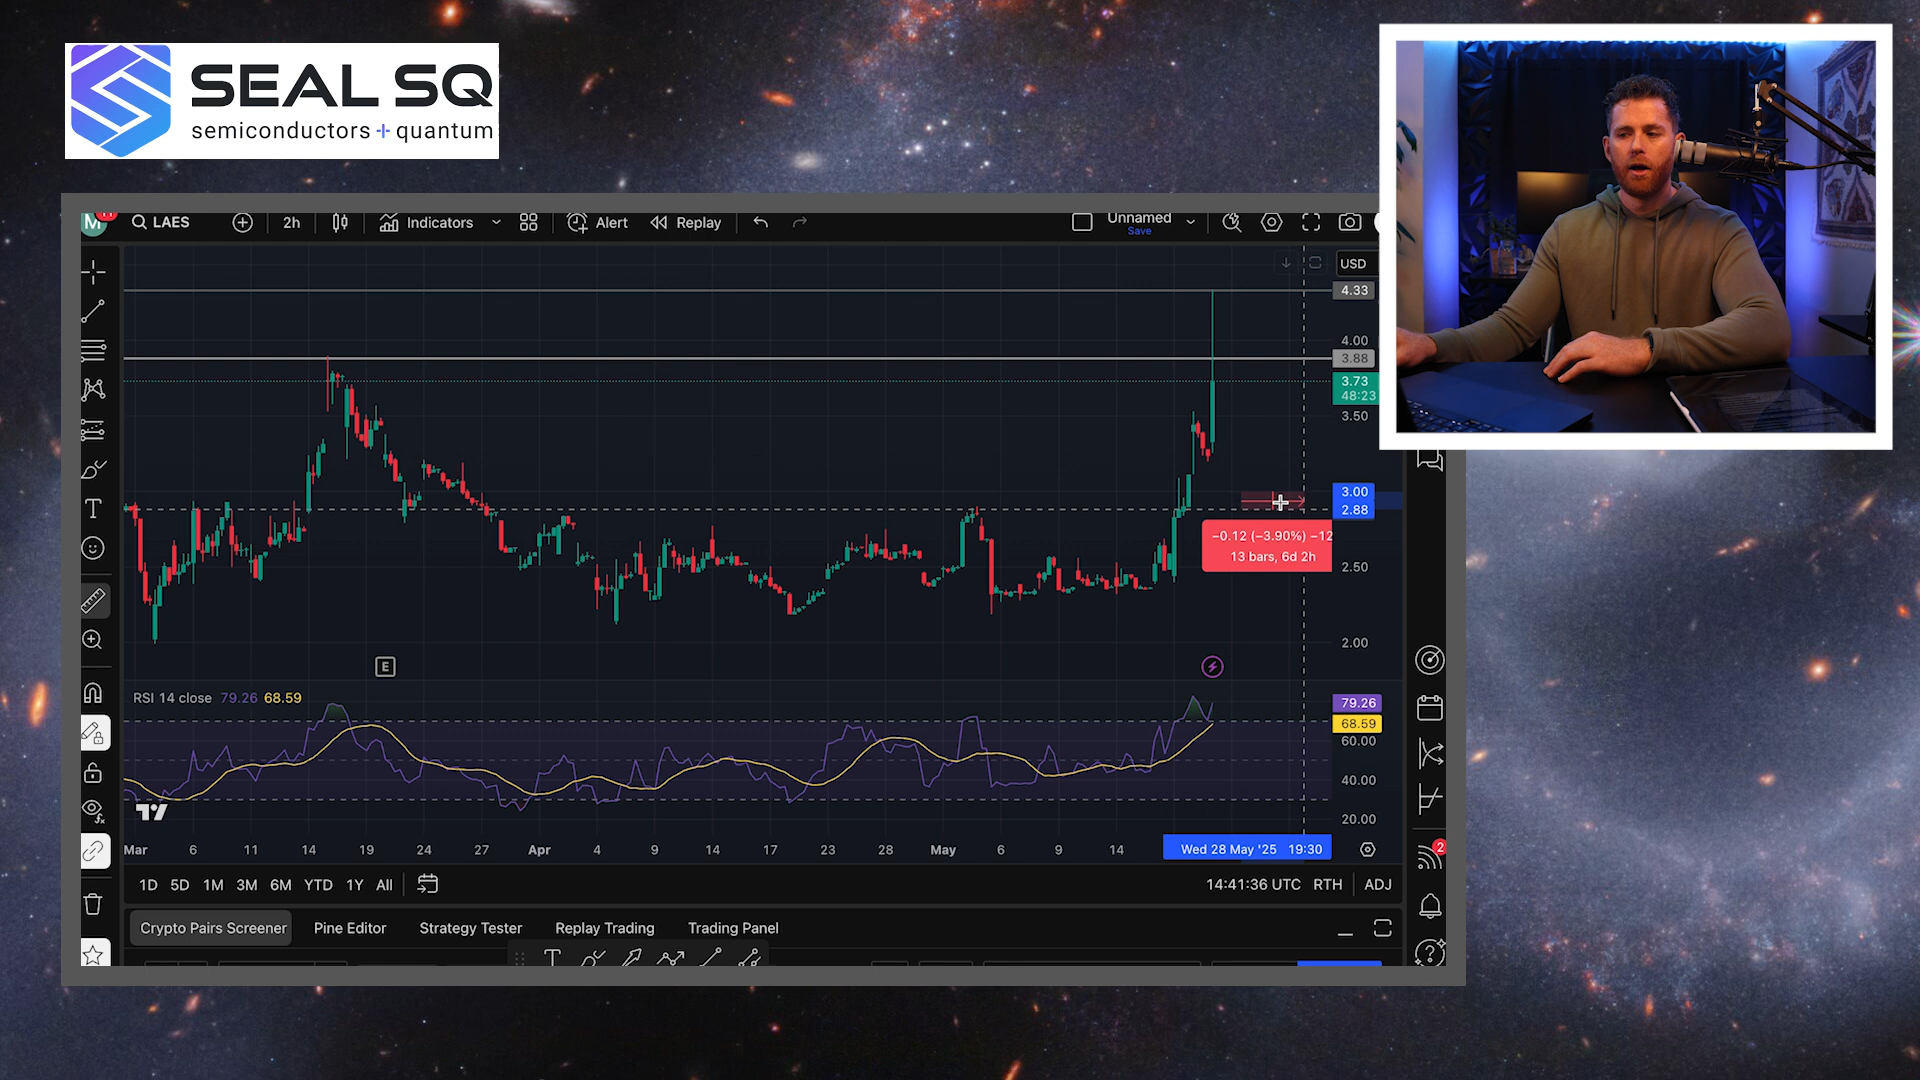 SEAL SQ
semiconductors + quantum
M
LAES
2h
Indicators
Alert
Replay
Unnamed
Save
USD
4.33
4.00
3.88
3.73
48:23
3.50
3.00
2.88
−0.12 (−3.90%) −12
13 bars, 6d 2h
2.50
2.00
E
RSI 14 close 79.26 68.59
79.26
68.59
60.00
40.00
20.00
Mar 6 11 14 19 24 27 Apr 4 9 14 17 23 28 May 6 9 14
Wed 28 May '25 19:30
1D 5D 1M 3M 6M YTD 1Y All
14:41:36 UTC RTH ADJ
2
Crypto Pairs Screener Pine Editor Strategy Tester Replay Trading Trading Panel